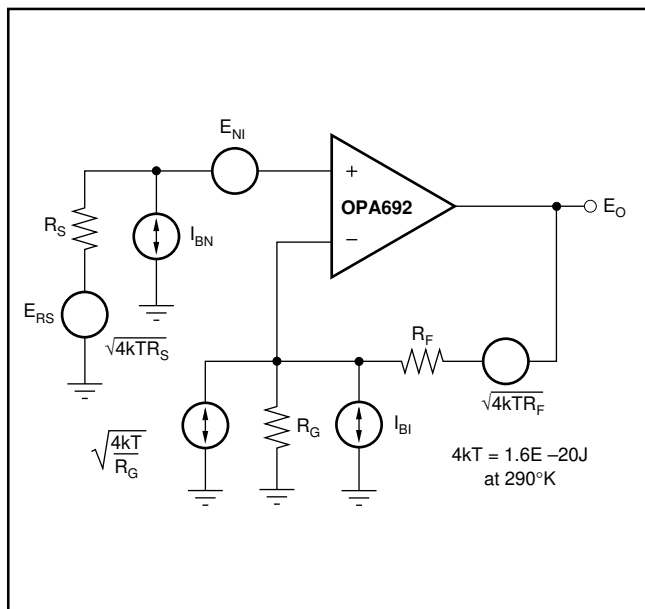 E_NI
+
OPA692
−
E_O
R_S
I_BN
E_RS
√4kTR_S
R_F
√4kTR_F
√4kT/R_G
R_G
I_BI
4kT = 1.6E –20J
at 290°K